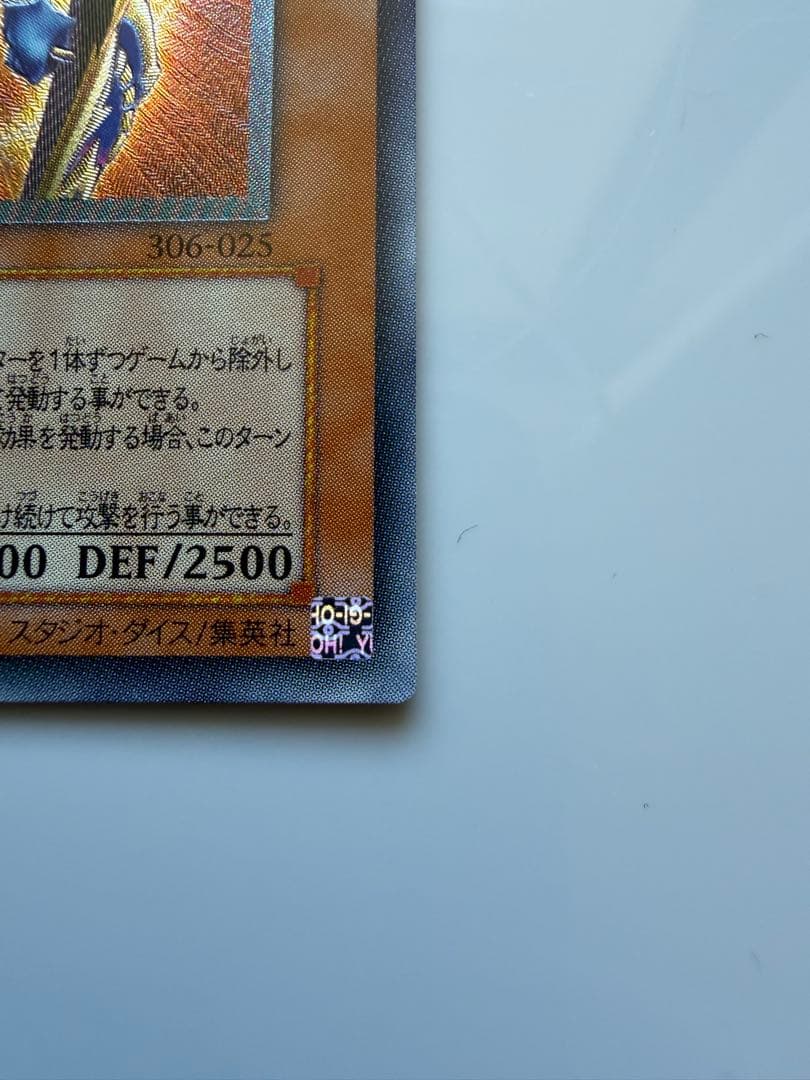 306-025
ターを1体ずつゲームから除外し
て発動する事ができる。
効果を発動する場合、このターン
け続けて攻撃を行う事ができる。
00 DEF/2500
スタジオ・ダイス/集英社